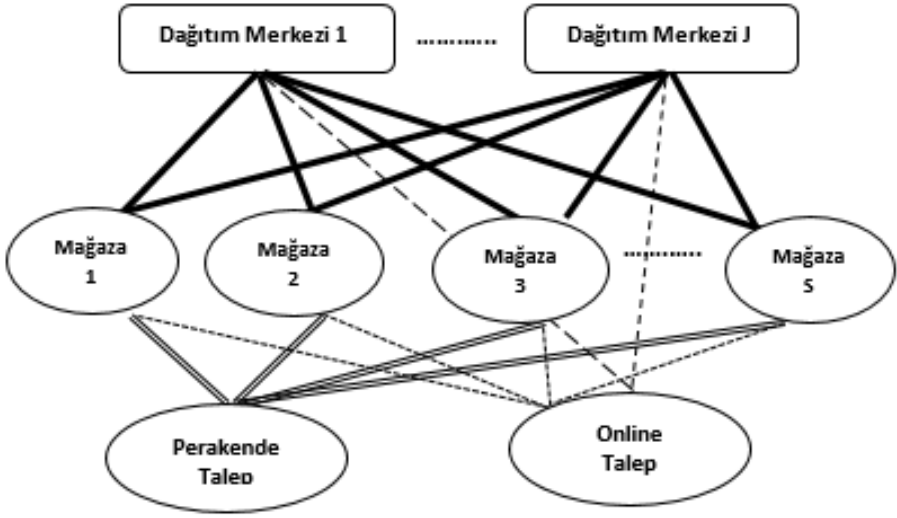 Dağıtım Merkezi 1
............
Dağıtım Merkezi J
Mağaza
1
Mağaza
2
Mağaza
3
............
Mağaza
S
Perakende
Talep
Online
Talep